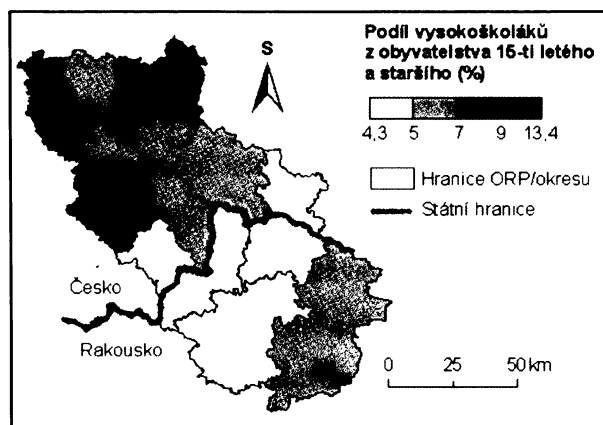 Podíl vysokoškoláků
z obyvatelstva 15-ti letého
a staršího (%)
S
4,3 5 7 9 13,4
Hranice ORP/okresu
Státní hranice
Česko
Rakousko
0 25 50 km